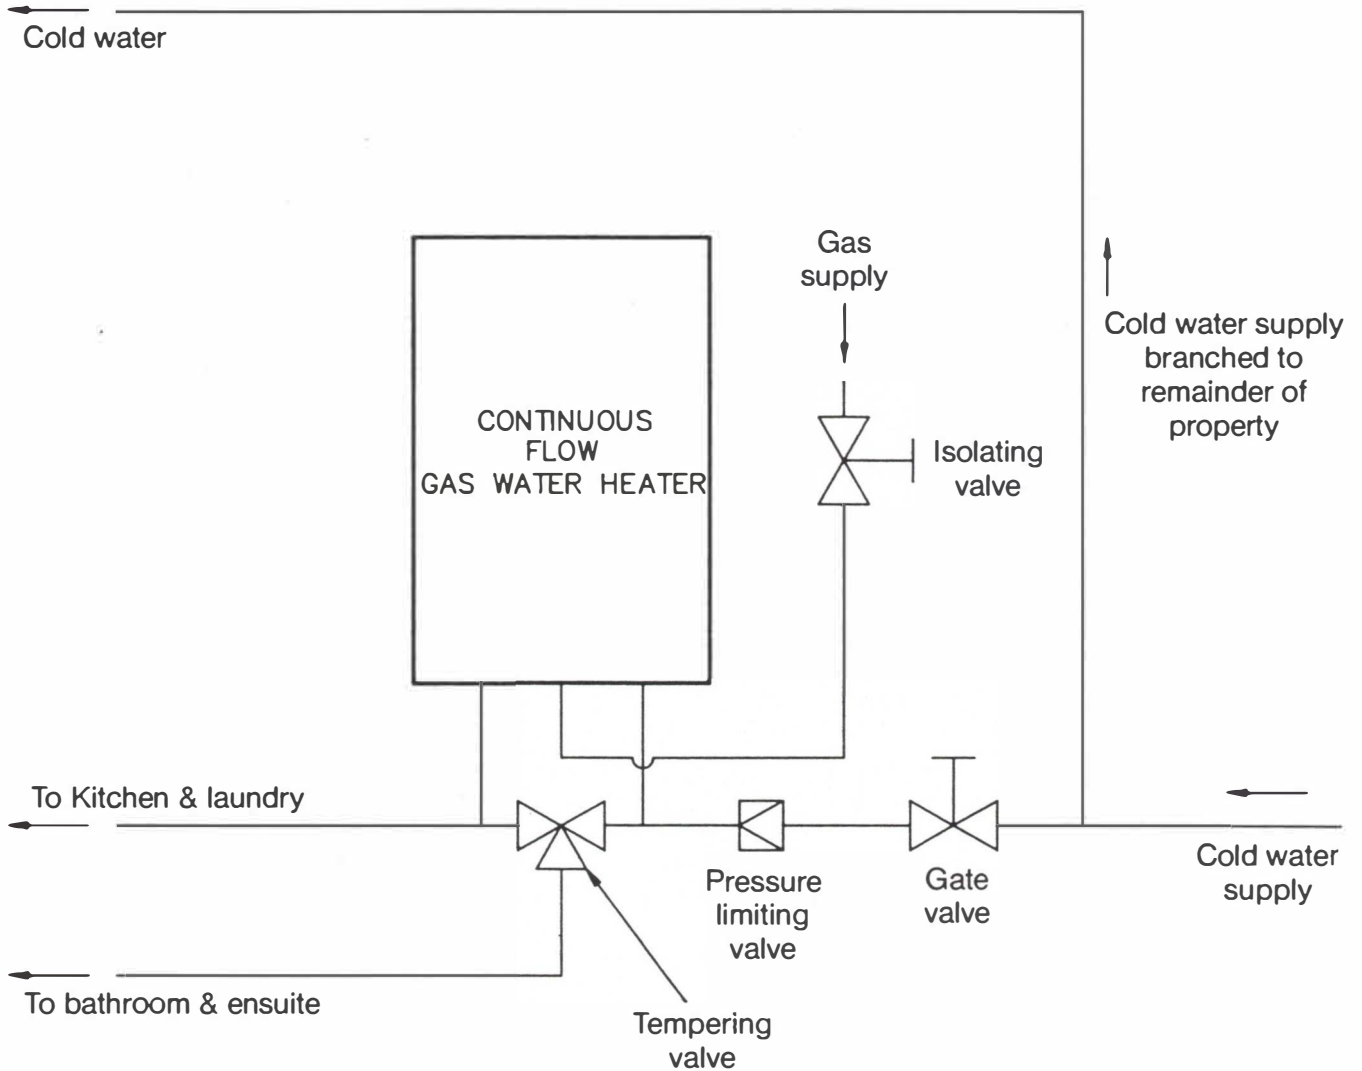 Cold water
Gas
supply
Cold water supply
branched to
remainder of
property
CONTINUOUS
FLOW
GAS WATER HEATER
Isolating
valve
To Kitchen & laundry
Cold water
supply
Pressure
limiting
valve
Gate
valve
To bathroom & ensuite
Tempering
valve